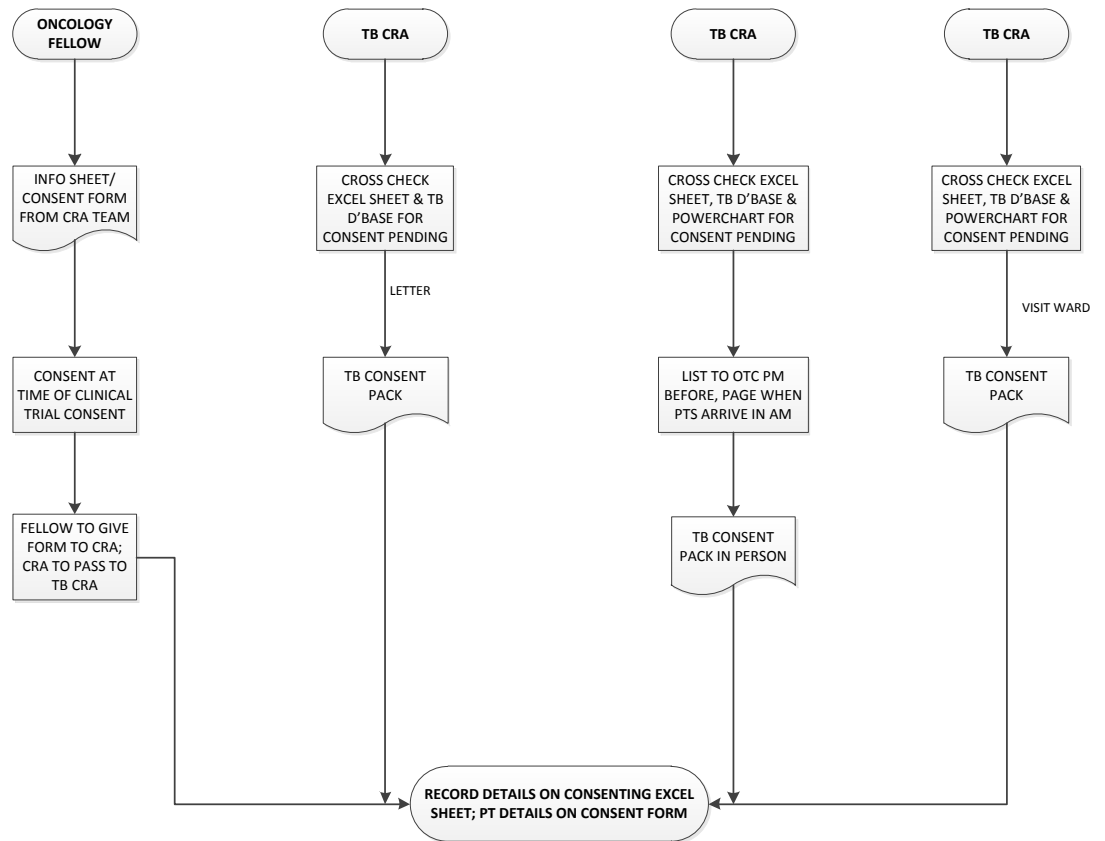 ONCOLOGY
FELLOW
TB CRA
TB CRA
TB CRA
INFO SHEET/
CONSENT FORM
FROM CRA TEAM
CROSS CHECK
EXCEL SHEET & TB
D’BASE FOR
CONSENT PENDING
CROSS CHECK EXCEL
SHEET, TB D’BASE &
POWERCHART FOR
CONSENT PENDING
CROSS CHECK EXCEL
SHEET, TB D’BASE &
POWERCHART FOR
CONSENT PENDING
LETTER
VISIT WARD
CONSENT AT
TIME OF CLINICAL
TRIAL CONSENT
TB CONSENT
PACK
LIST TO OTC PM
BEFORE, PAGE WHEN
PTS ARRIVE IN AM
TB CONSENT
PACK
FELLOW TO GIVE
FORM TO CRA;
CRA TO PASS TO
TB CRA
TB CONSENT
PACK IN PERSON
RECORD DETAILS ON CONSENTING EXCEL
SHEET; PT DETAILS ON CONSENT FORM